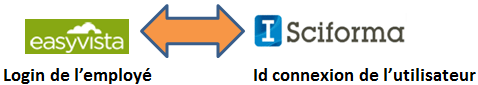 easyvista
Sciforma
Login de l'employé
Id connexion de l'utilisateur